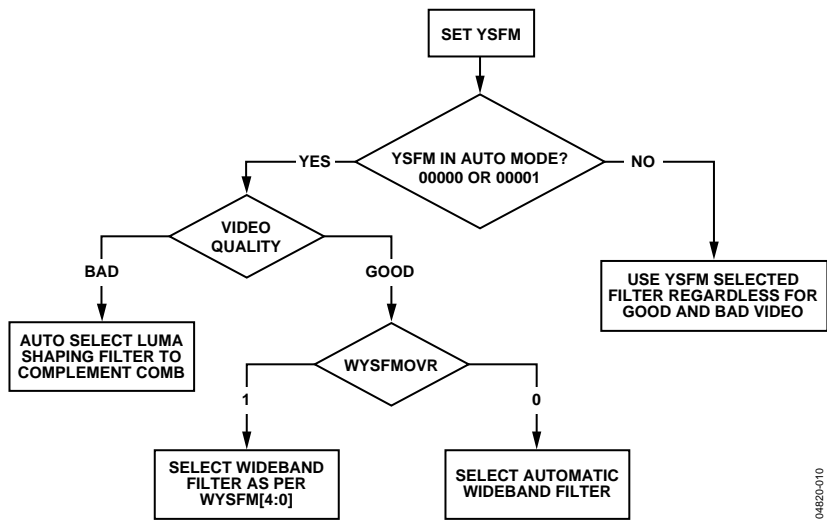 SET YSFM
YSFM IN AUTO MODE?
00000 OR 00001
YES
NO
VIDEO
QUALITY
BAD
GOOD
USE YSFM SELECTED
FILTER REGARDLESS FOR
GOOD AND BAD VIDEO
AUTO SELECT LUMA
SHAPING FILTER TO
COMPLEMENT COMB
WYSFMOVR
1
0
SELECT WIDEBAND
FILTER AS PER
WYSFM[4:0]
SELECT AUTOMATIC
WIDEBAND FILTER
04820-010